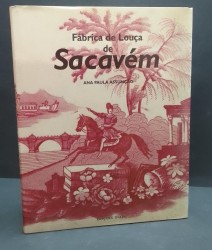 Fábrica de Louça
de
Sacavém
ANA PAULA ASSUNÇÃO